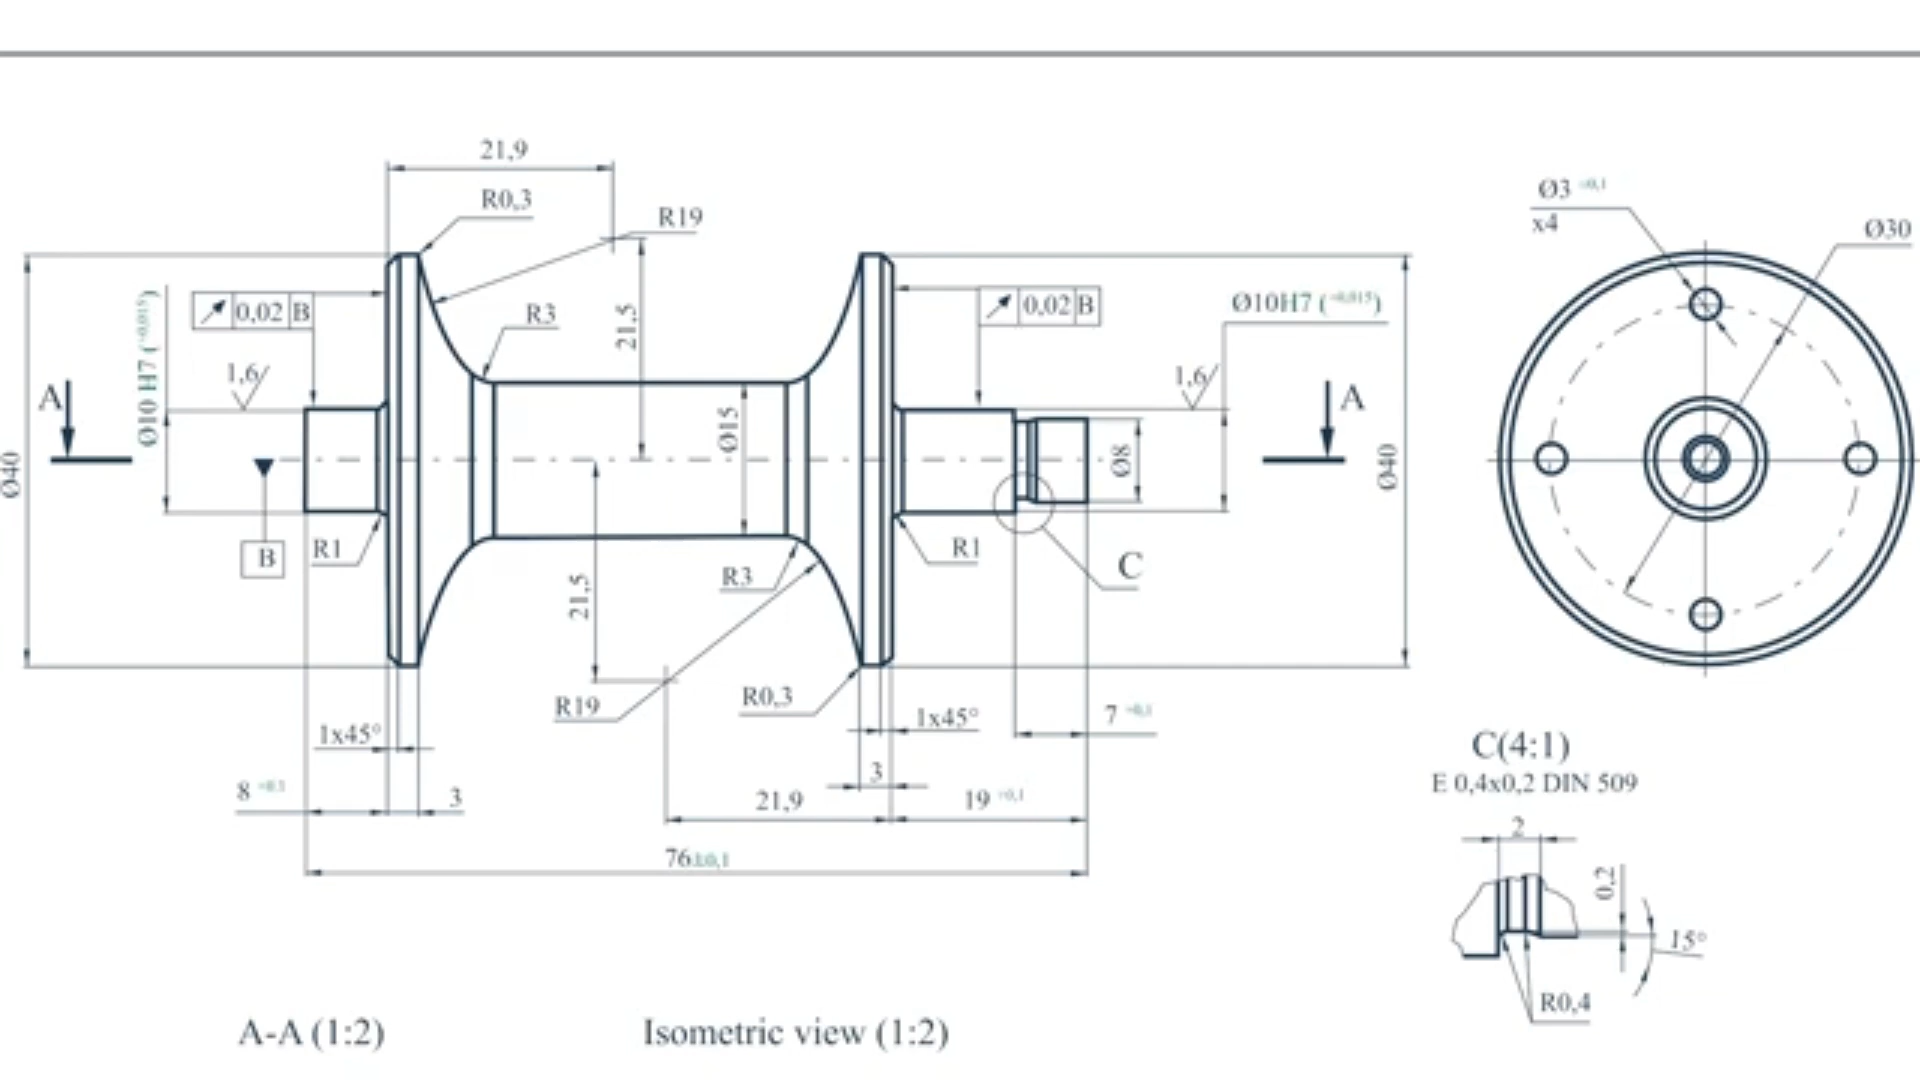 21,9
R0,3
R19
Ø3 +0,1
x4
Ø30
0,02 B
R3
0,02 B
Ø10H7 (+0,015)
Ø10 H7 (+0,015)
21,5
1,6
1,6
A
A
Ø40
Ø15
Ø8
Ø40
B
R1
R3
R1
C
21,5
R19
R0,3
1x45°
1x45°
7 +0,1
C(4:1)
E 0,4x0,2 DIN 509
8 +0,1
3
3
21,9
19 +0,1
76±0,1
2
0,2
15°
R0,4
A-A (1:2)
Isometric view (1:2)